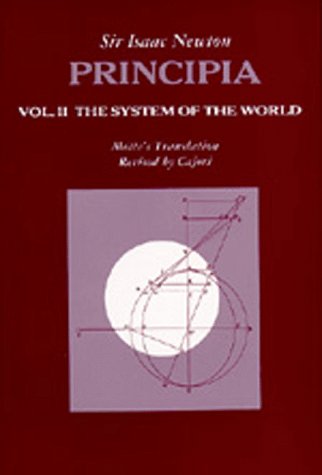 Sir Isaac Newton
PRINCIPIA
VOL. II THE SYSTEM OF THE WORLD
Motte's Translation
Revised by Cajori